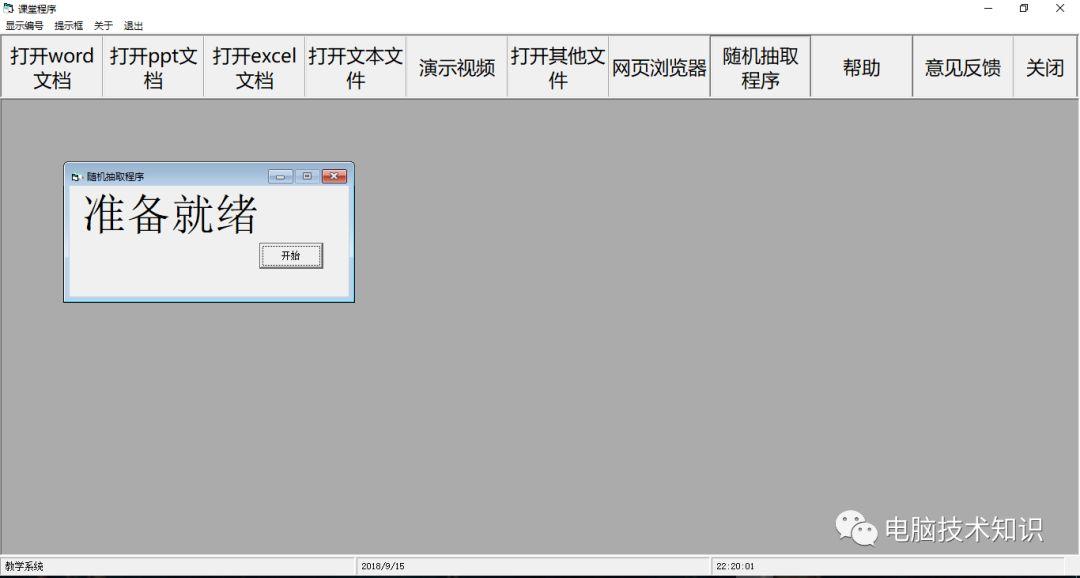 课堂程序
显示编号 提示框 关于 退出
打开word
文档
打开ppt文
档
打开excel
文档
打开文本文
件
演示视频
打开其他文
件
网页浏览器
随机抽取
程序
帮助
意见反馈
关闭
随机抽取程序
准备就绪
开始
电脑技术知识
教学系统 2018/9/15 22:20:01